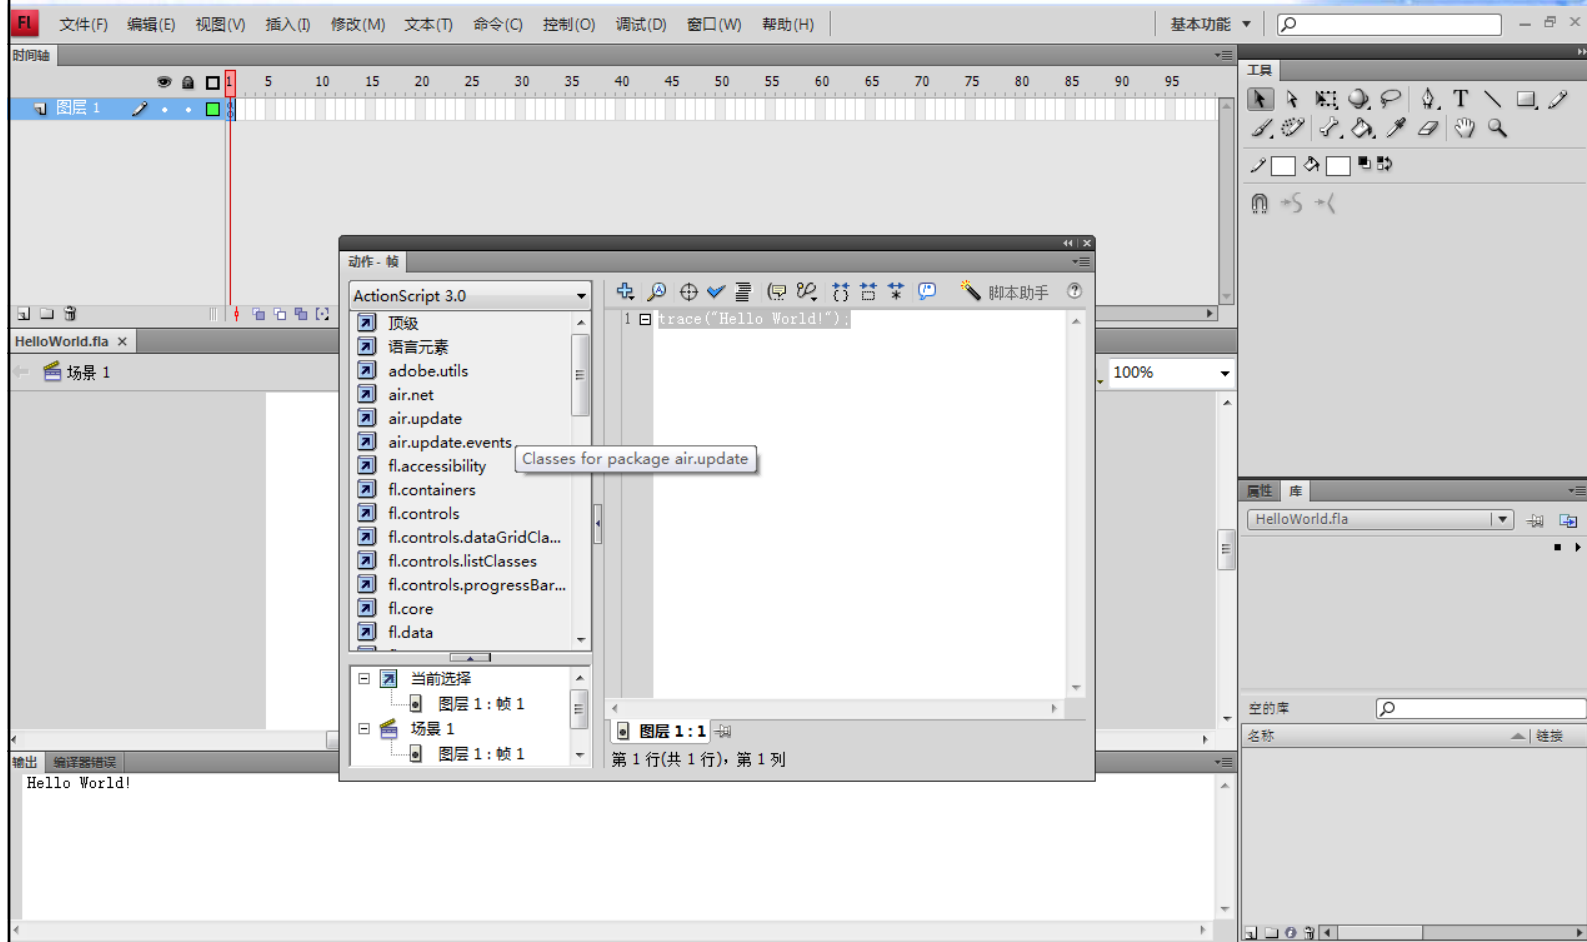 Fl 文件(F) 编辑(E) 视图(V) 插入(I) 修改(M) 文本(T) 命令(C) 控制(O) 调试(D) 窗口(W) 帮助(H) 基本功能
时间轴
1 5 10 15 20 25 30 35 40 45 50 55 60 65 70 75 80 85 90 95
图层 1
工具
动作 - 帧
ActionScript 3.0
脚本助手
顶级
语言元素
adobe.utils
air.net
air.update
air.update.events
fl.accessibility
fl.containers
fl.controls
fl.controls.dataGridCla...
fl.controls.listClasses
fl.controls.progressBar...
fl.core
fl.data
Classes for package air.update
1 trace("Hello World!");
当前选择
图层 1 : 帧 1
场景 1
图层 1 : 帧 1
图层 1 : 1
第 1 行(共 1 行)，第 1 列
HelloWorld.fla ×
场景 1
100%
属性 库
HelloWorld.fla
空的库
名称 链接
输出 编译器错误
Hello World!